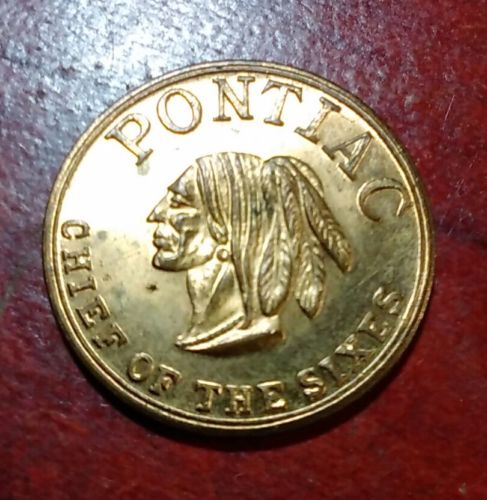 PONTIAC
CHIEF OF THE SIXES